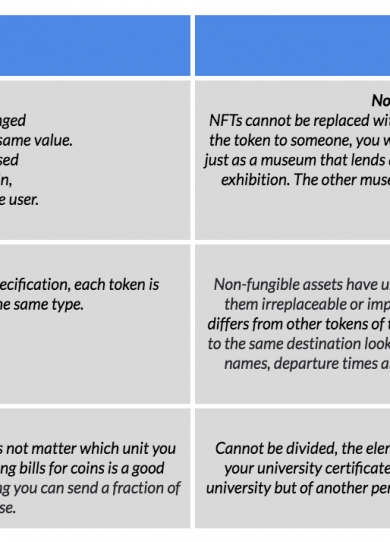 nged
same value.
sed
n,
e user.
No
NFTs cannot be replaced wit
the token to someone, you w
just as a museum that lends
exhibition. The other muse
ecification, each token is
he same type.
Non-fungible assets have u
them irreplaceable or imp
differs from other tokens of t
to the same destination look
names, departure times a
s not matter which unit you
ng bills for coins is a good
ng you can send a fraction of
se.
Cannot be divided, the elen
your university certificate
university but of another per